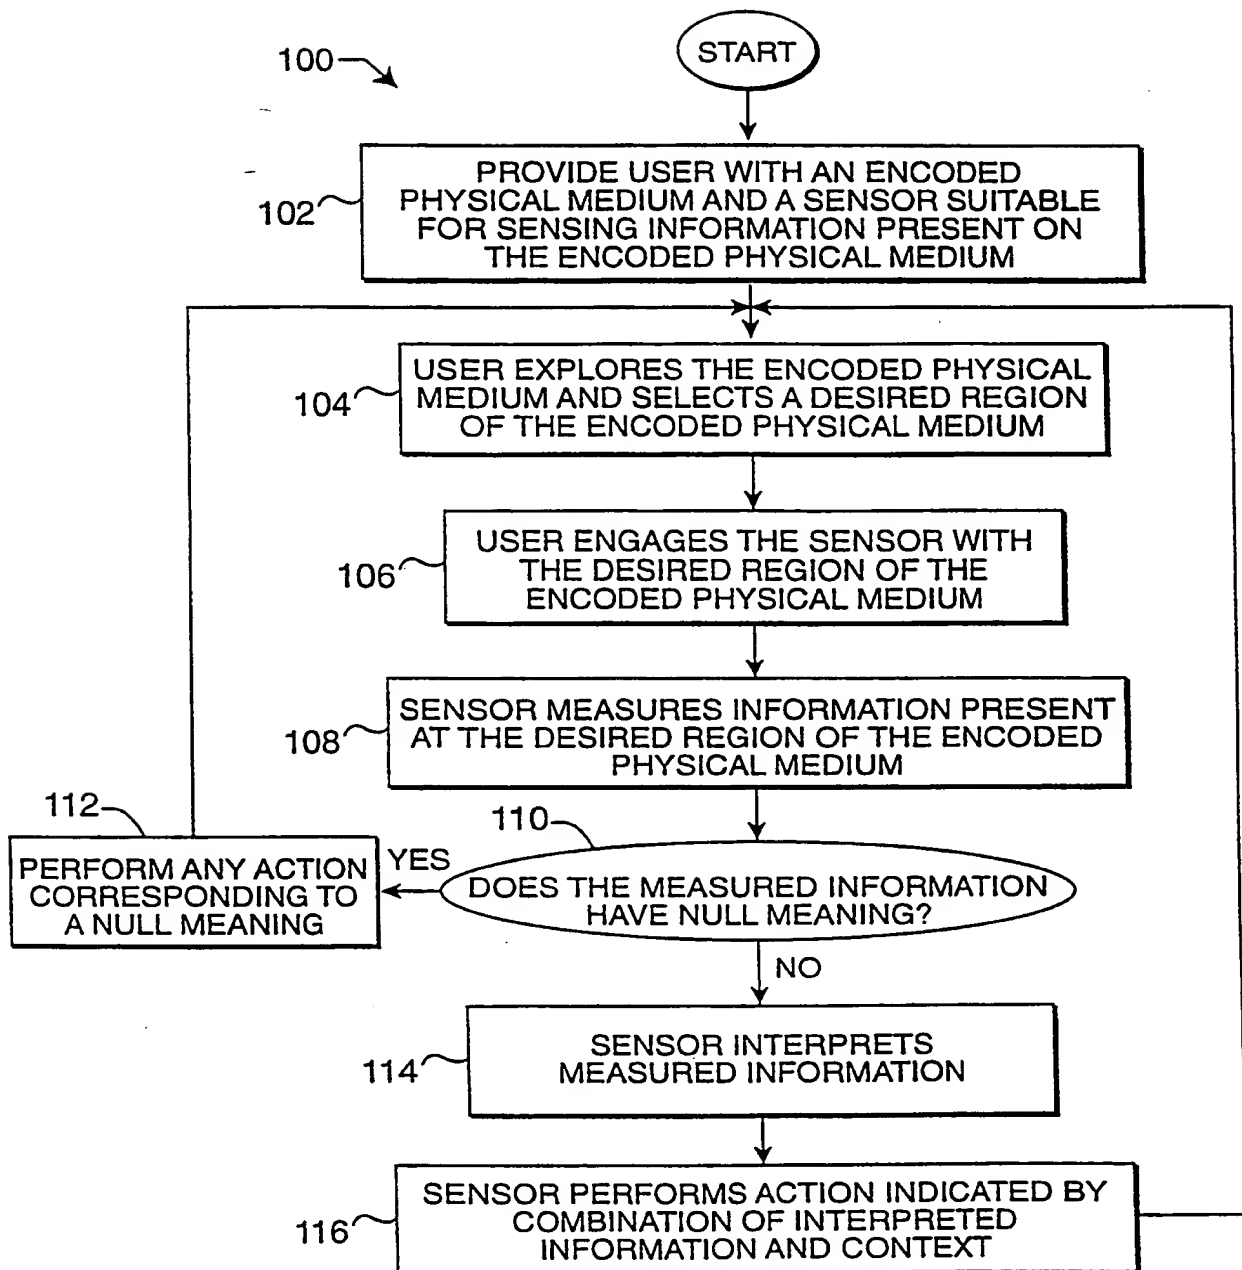 START
100
PROVIDE USER WITH AN ENCODED
PHYSICAL MEDIUM AND A SENSOR SUITABLE
FOR SENSING INFORMATION PRESENT ON
THE ENCODED PHYSICAL MEDIUM
102
USER EXPLORES THE ENCODED PHYSICAL
MEDIUM AND SELECTS A DESIRED REGION
OF THE ENCODED PHYSICAL MEDIUM
104
USER ENGAGES THE SENSOR WITH
THE DESIRED REGION OF THE
ENCODED PHYSICAL MEDIUM
106
SENSOR MEASURES INFORMATION PRESENT
AT THE DESIRED REGION OF THE ENCODED
PHYSICAL MEDIUM
108
112
110
PERFORM ANY ACTION
CORRESPONDING TO
A NULL MEANING
YES
DOES THE MEASURED INFORMATION
HAVE NULL MEANING?
NO
SENSOR INTERPRETS
MEASURED INFORMATION
114
SENSOR PERFORMS ACTION INDICATED BY
COMBINATION OF INTERPRETED
INFORMATION AND CONTEXT
116